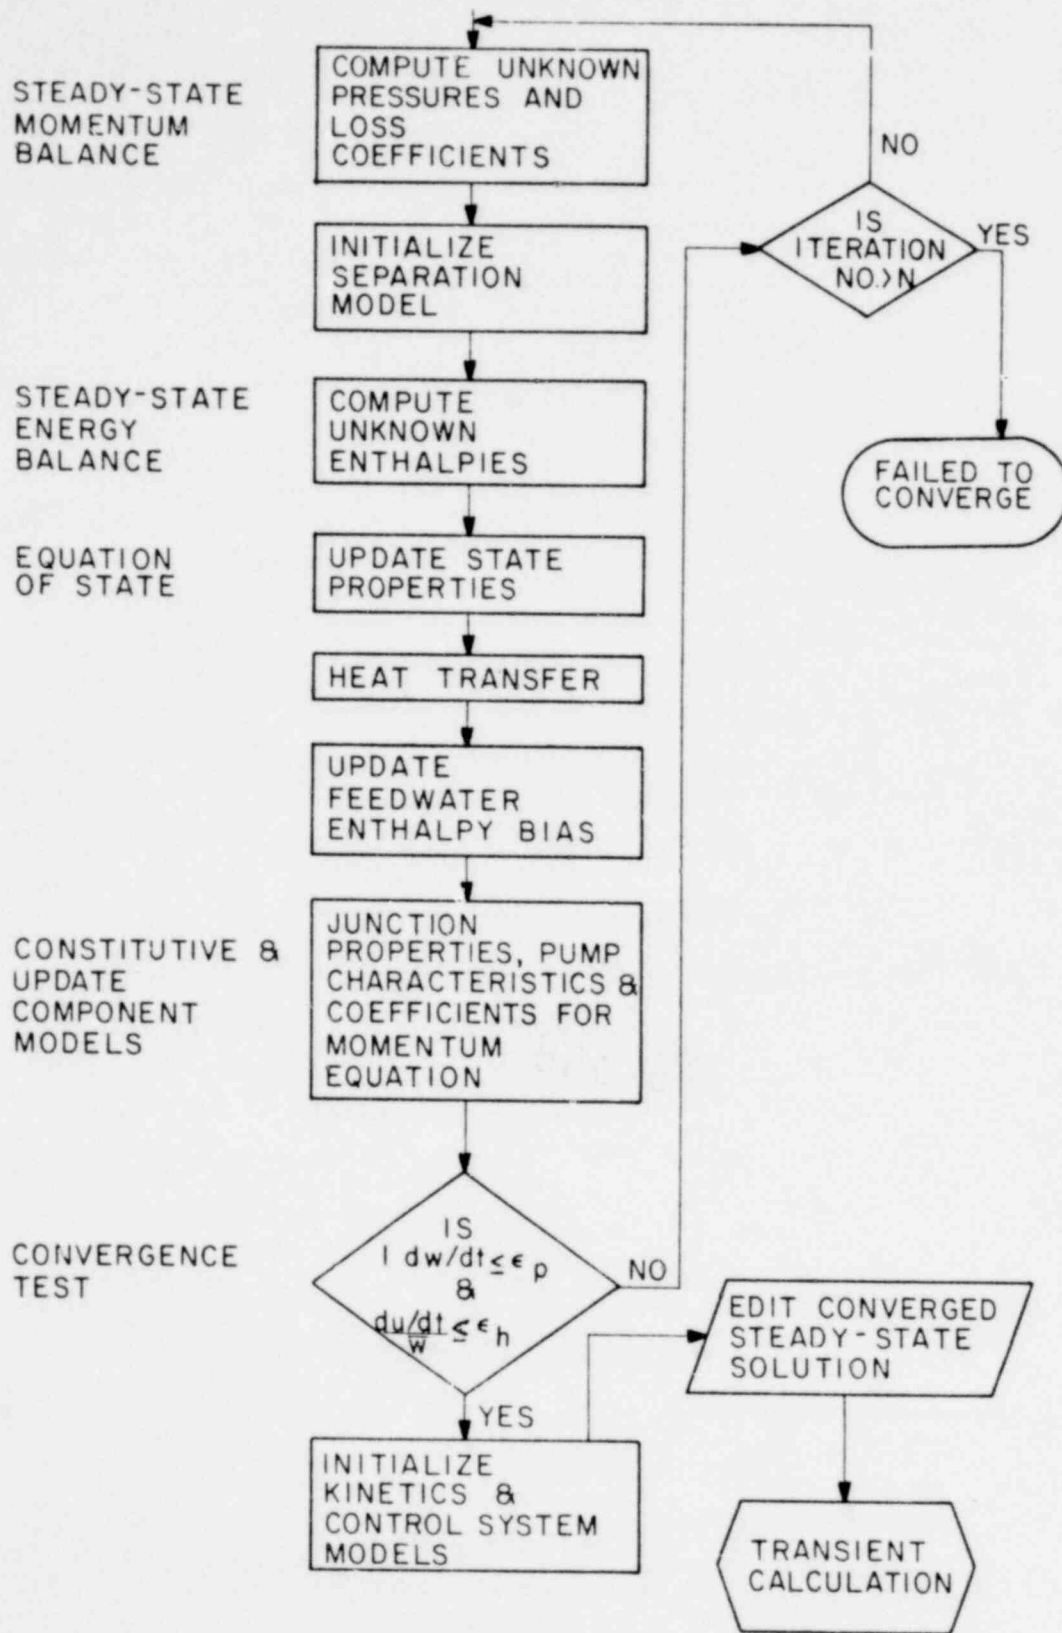 STEADY-STATE
MOMENTUM
BALANCE
COMPUTE UNKNOWN
PRESSURES AND
LOSS
COEFFICIENTS
NO
IS
ITERATION
NO.>N
YES
FAILED TO
CONVERGE
INITIALIZE
SEPARATION
MODEL
STEADY-STATE
ENERGY
BALANCE
COMPUTE
UNKNOWN
ENTHALPIES
EQUATION
OF STATE
UPDATE STATE
PROPERTIES
HEAT TRANSFER
UPDATE
FEEDWATER
ENTHALPY BIAS
CONSTITUTIVE &
UPDATE
COMPONENT
MODELS
JUNCTION
PROPERTIES, PUMP
CHARACTERISTICS &
COEFFICIENTS FOR
MOMENTUM
EQUATION
CONVERGENCE
TEST
IS
I dw/dt ≤ ϵ p
&
du/dt
w
≤ ϵ h
NO
YES
INITIALIZE
KINETICS &
CONTROL SYSTEM
MODELS
EDIT CONVERGED
STEADY-STATE
SOLUTION
TRANSIENT
CALCULATION